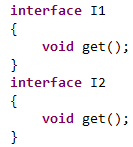 interface I1
{
    void get();
}
interface I2
{
    void get();
}